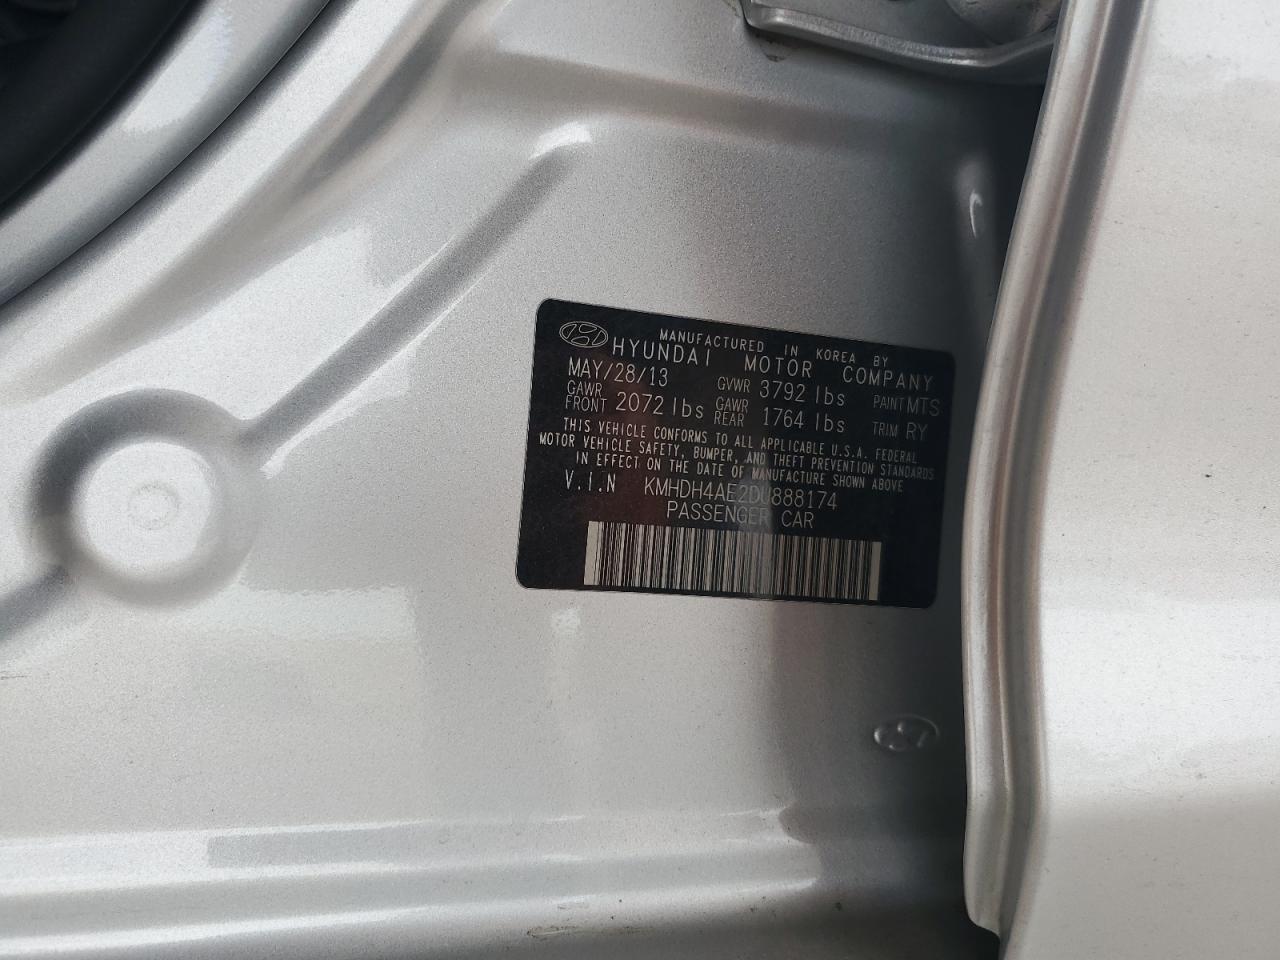 MANUFACTURED IN KOREA BY
HYUNDAI MOTOR COMPANY
MAY/28/13 GVWR 3792 lbs PAINT MTS
GAWR FRONT 2072 lbs GAWR REAR 1764 lbs TRIM RY
THIS VEHICLE CONFORMS TO ALL APPLICABLE U.S.A. FEDERAL
MOTOR VEHICLE SAFETY, BUMPER, AND THEFT PREVENTION STANDARDS
IN EFFECT ON THE DATE OF MANUFACTURE SHOWN ABOVE
V.I.N KMHDH4AE2DU888174
PASSENGER CAR